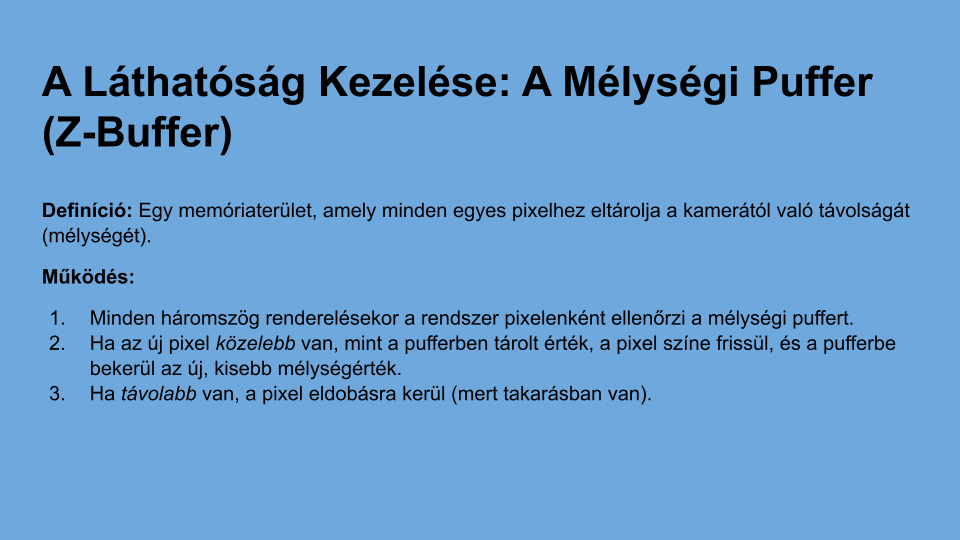 A Láthatóság Kezelése: A Mélységi Puffer
(Z-Buffer)
Definíció: Egy memóriaterület, amely minden egyes pixelhez eltárolja a kamerától való távolságát
(mélységét).
Működés:
1. Minden háromszög renderelésekor a rendszer pixelenként ellenőrzi a mélységi puffert.
2. Ha az új pixel közelebb van, mint a pufferben tárolt érték, a pixel színe frissül, és a pufferbe
bekerül az új, kisebb mélységérték.
3. Ha távolabb van, a pixel eldobásra kerül (mert takarásban van).